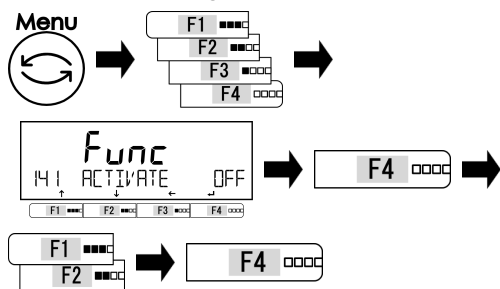 Menu
F1
F2
F3
F4
Func
141 ACTIVATE OFF
↑ ↓ ← ↵
F1 F2 F3 F4
F4
F1
F2
F4